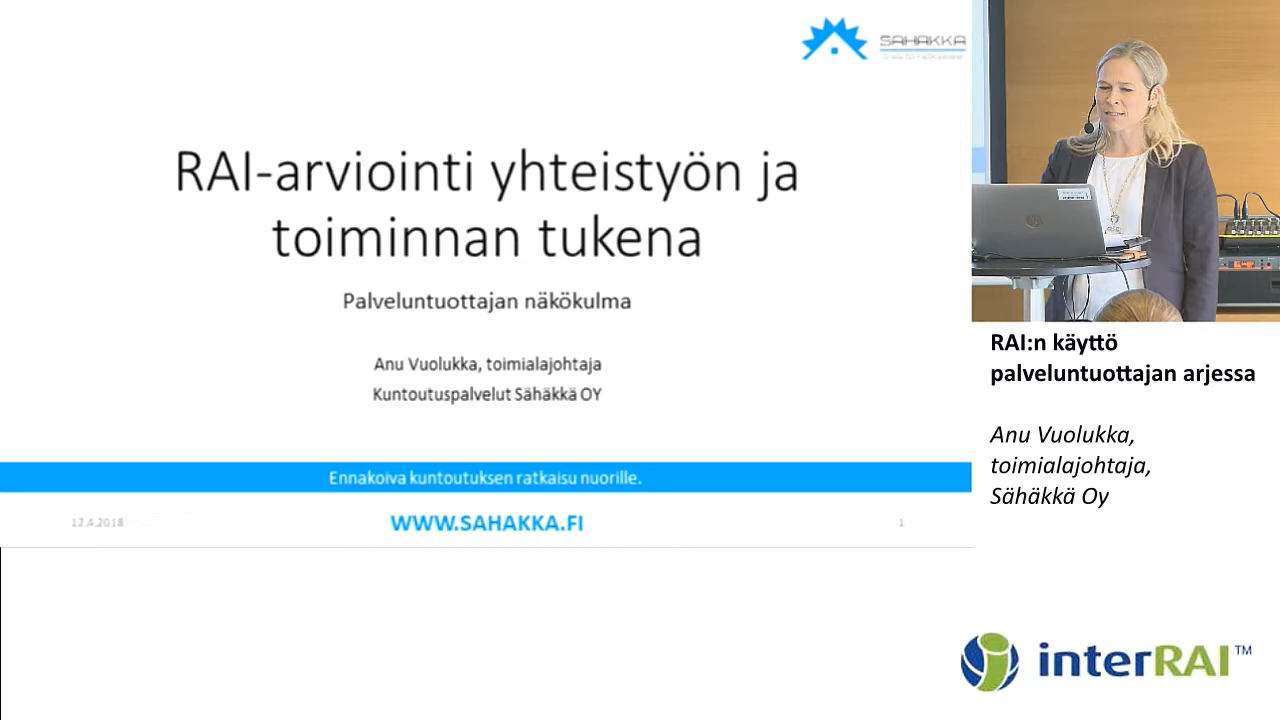 SAHAKKA
RAI-arviointi yhteistyön ja
toiminnan tukena
Palveluntuottajan näkökulma
Anu Vuolukka, toimialajohtaja
Kuntoutuspalvelut Sähäkkä OY
Ennakoiva kuntoutuksen ratkaisu nuorille.
12.4.2018
WWW.SAHAKKA.FI
1
RAI:n käyttö
palveluntuottajan arjessa
Anu Vuolukka,
toimialajohtaja,
Sähäkkä Oy
interRAI™